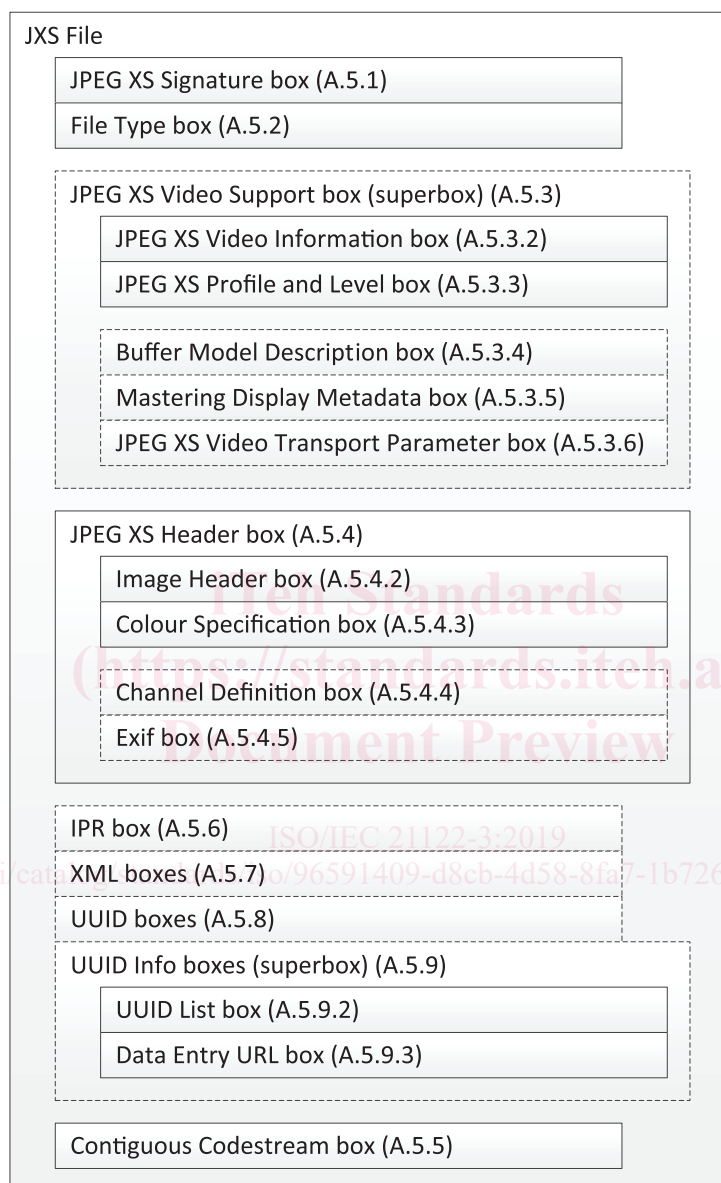 JXS File
JPEG XS Signature box (A.5.1)
File Type box (A.5.2)
JPEG XS Video Support box (superbox) (A.5.3)
JPEG XS Video Information box (A.5.3.2)
JPEG XS Profile and Level box (A.5.3.3)
Buffer Model Description box (A.5.3.4)
Mastering Display Metadata box (A.5.3.5)
JPEG XS Video Transport Parameter box (A.5.3.6)
JPEG XS Header box (A.5.4)
Image Header box (A.5.4.2)
iTeh Standards
Colour Specification box (A.5.4.3)
(https://standards.iteh.a
Channel Definition box (A.5.4.4)
Exif box (A.5.4.5)
Document Preview
IPR box (A.5.6)
ISO/IEC 21122-3:2019
XML boxes (A.5.7)
i/catalog/standards/iso/96591409-d8cb-4d58-8fa7-1b726
UUID boxes (A.5.8)
UUID Info boxes (superbox) (A.5.9)
UUID List box (A.5.9.2)
Data Entry URL box (A.5.9.3)
Contiguous Codestream box (A.5.5)